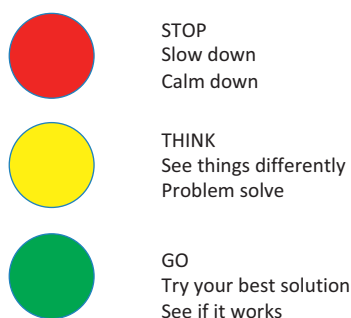 STOP
Slow down
Calm down
THINK
See things differently
Problem solve
GO
Try your best solution
See if it works